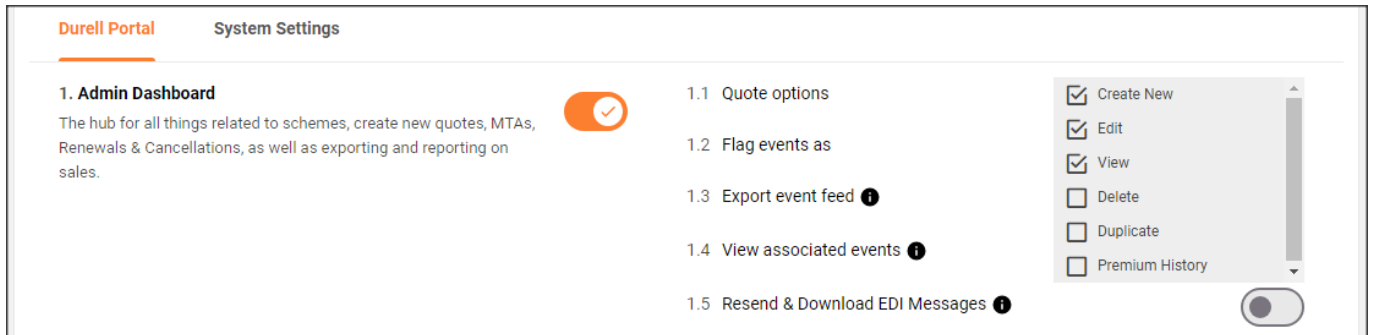 Durell Portal
System Settings
1. Admin Dashboard
The hub for all things related to schemes, create new quotes, MTAs,
Renewals & Cancellations, as well as exporting and reporting on
sales.
1.1 Quote options
1.2 Flag events as
1.3 Export event feed
1.4 View associated events
1.5 Resend & Download EDI Messages
Create New
Edit
View
Delete
Duplicate
Premium History